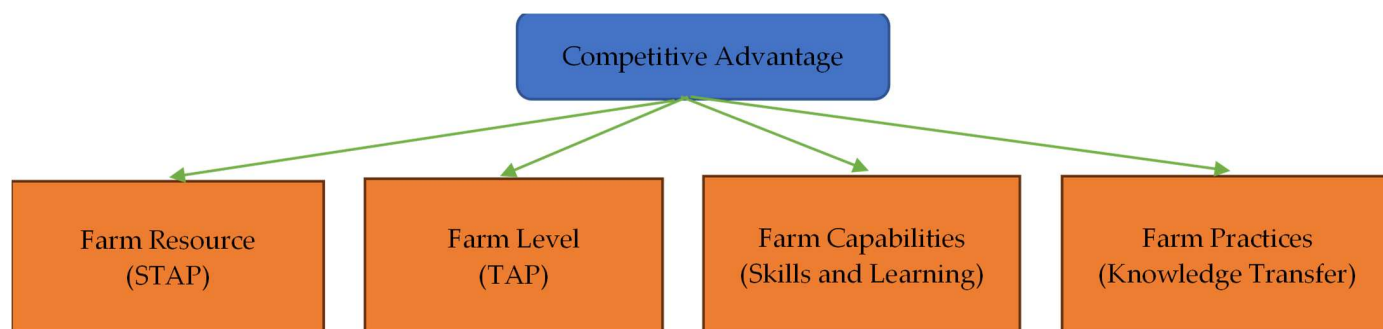 Competitive Advantage
Farm Resource
(STAP)
Farm Level
(TAP)
Farm Capabilities
(Skills and Learning)
Farm Practices
(Knowledge Transfer)